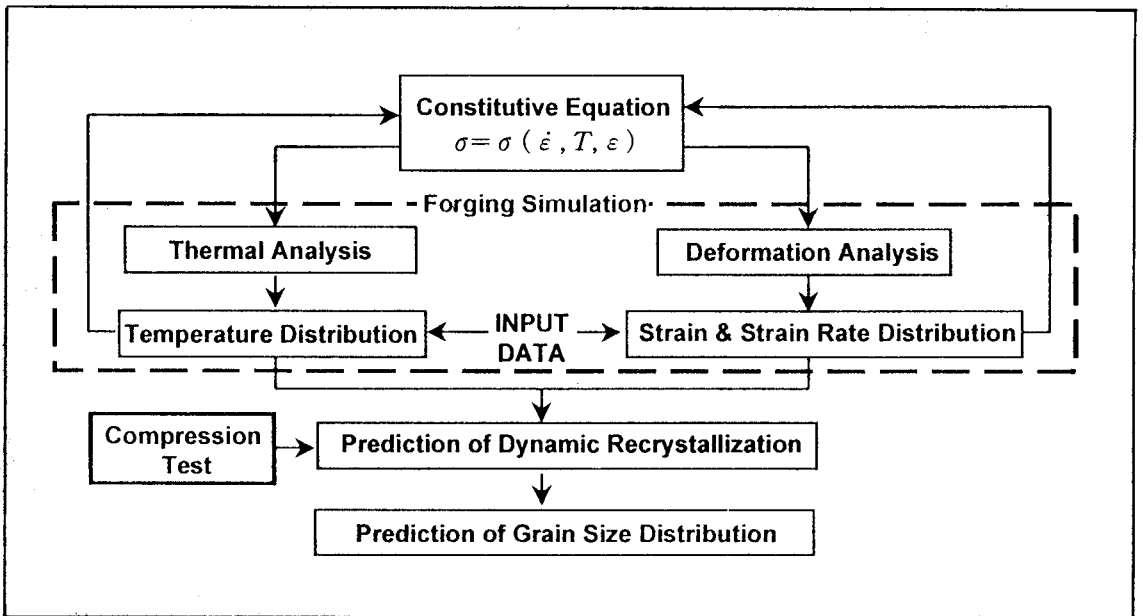 Constitutive Equation
σ= σ ( ε̇ , T, ε )
Forging Simulation
Thermal Analysis
Deformation Analysis
Temperature Distribution
INPUT
DATA
Strain & Strain Rate Distribution
Compression
Test
Prediction of Dynamic Recrystallization
Prediction of Grain Size Distribution